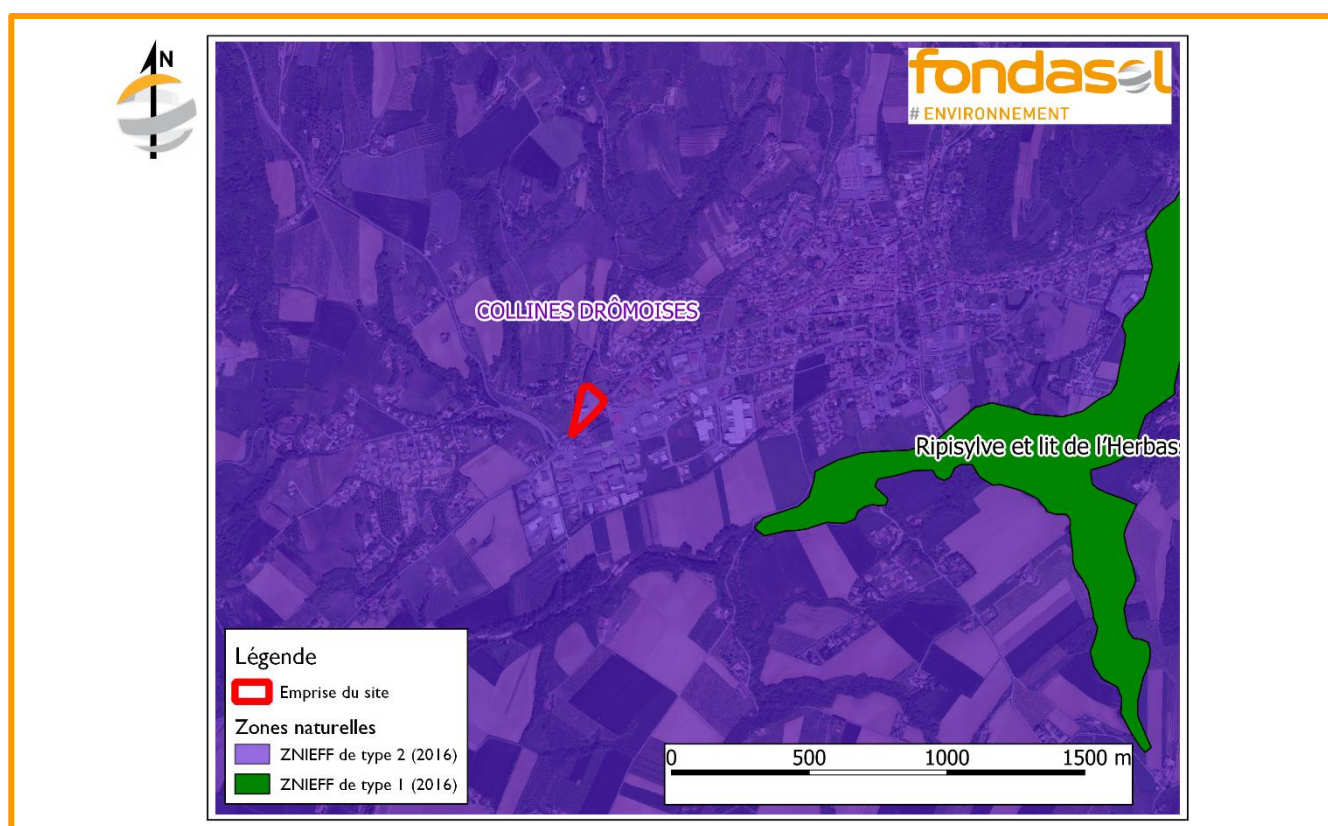 N
fondasol
# ENVIRONNEMENT
COLLINES DRÔMOISES
Ripisylve et lit de l'Herbas
Légende
Emprise du site
Zones naturelles
ZNIEFF de type 2 (2016)
ZNIEFF de type 1 (2016)
0 500 1000 1500 m